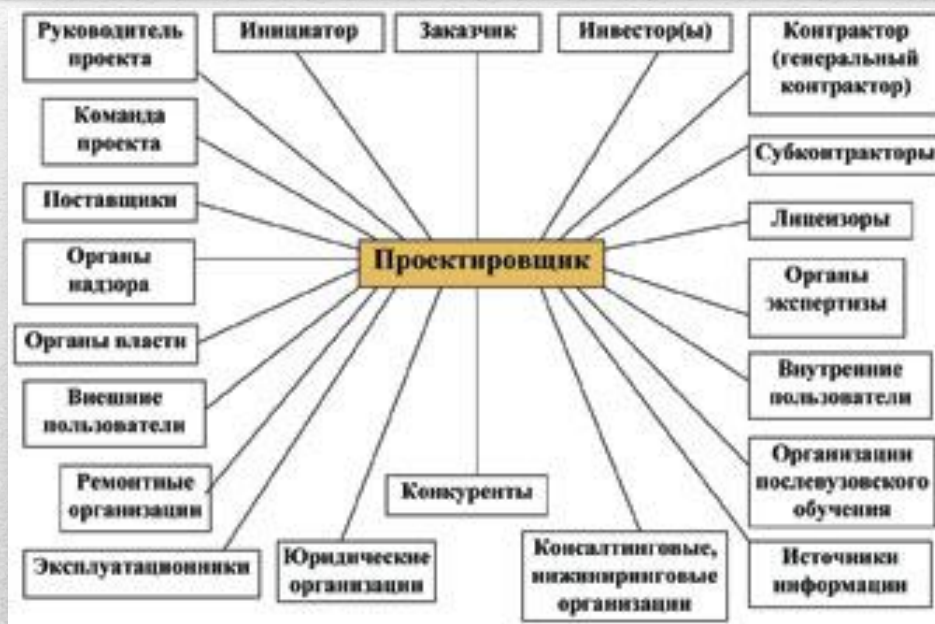 Руководитель
проекта
Инициатор
Заказчик
Инвестор(ы)
Контрактор
(генеральный
контрактор)
Команда
проекта
Субконтракторы
Поставщики
Лицензоры
Органы
надзора
Проектировщик
Органы
экспертизы
Органы власти
Внутренние
пользователи
Внешние
пользователи
Организации
послевузовского
обучения
Ремонтные
организации
Конкуренты
Эксплуатационники
Юридические
организации
Консалтинговые,
инжиниринговые
организации
Источники
информации